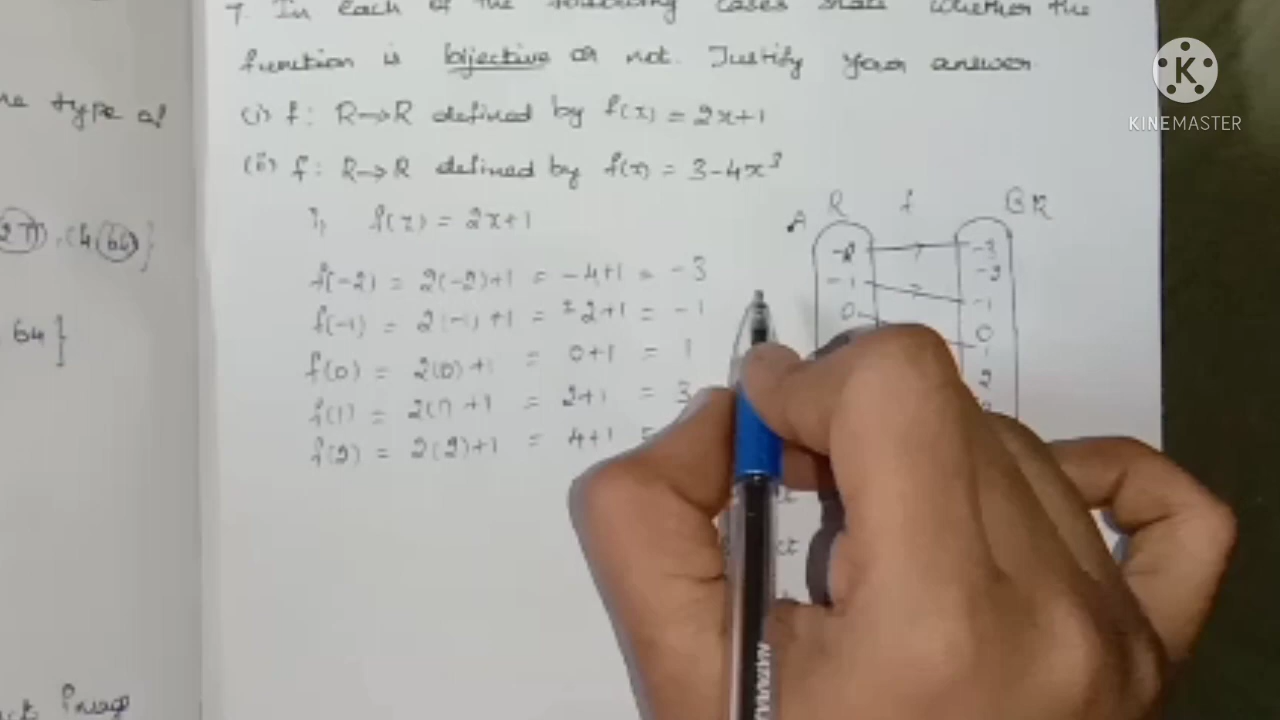 7. In each of the following cases state whether the
function is bijective or not. Justify your answer
(i) f: R→R defined by f(x) = 2x+1
(ii) f: R→R defined by f(x) = 3-4x³
i, f(x) = 2x+1
f(-2) = 2(-2)+1 = -4+1 = -3
f(-1) = 2(-1)+1 = -2+1 = -1
f(0) = 2(0)+1 = 0+1 = 1
f(1) = 2(1)+1 = 2+1 = 3
f(2) = 2(2)+1 = 4+1 =
A R f B R
-2 -3
-1 -2
0 -1
0
1
2
he type of
64}
KINEMASTER